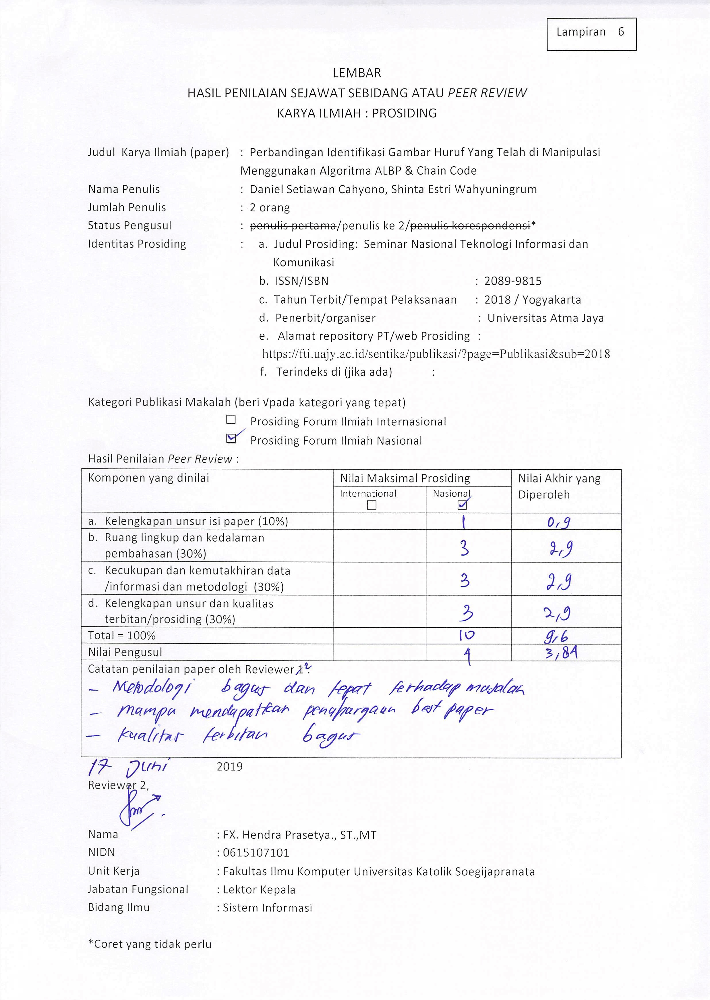 Lampiran 6
LEMBAR
HASIL PENILAIAN SEJAWAT SEBIDANG ATAU PEER REVIEW
KARYA ILMIAH : PROSIDING
Judul Karya Ilmiah (paper) : Perbandingan Identifikasi Gambar Huruf Yang Telah di Manipulasi
Menggunakan Algoritma ALBP & Chain Code
Nama Penulis : Daniel Setiawan Cahyono, Shinta Estri Wahyuningrum
Jumlah Penulis : 2 orang
Status Pengusul : penulis pertama/penulis ke 2/penulis korespondensi*
Identitas Prosiding : a. Judul Prosiding: Seminar Nasional Teknologi Informasi dan
Komunikasi
b. ISSN/ISBN : 2089-9815
c. Tahun Terbit/Tempat Pelaksanaan : 2018 / Yogyakarta
d. Penerbit/organiser : Universitas Atma Jaya
e. Alamat repository PT/web Prosiding :
https://fti.uajy.ac.id/sentika/publikasi/?page=Publikasi&sub=2018
f. Terindeks di (jika ada) :
Kategori Publikasi Makalah (beri √pada kategori yang tepat)
Prosiding Forum Ilmiah Internasional
Prosiding Forum Ilmiah Nasional
Hasil Penilaian Peer Review :
Komponen yang dinilai Nilai Maksimal Prosiding Nilai Akhir yang
International Nasional Diperoleh
a. Kelengkapan unsur isi paper (10%) 1 0,9
b. Ruang lingkup dan kedalaman
pembahasan (30%) 3 2,9
c. Kecukupan dan kemutakhiran data
/informasi dan metodologi (30%) 3 2,9
d. Kelengkapan unsur dan kualitas
terbitan/prosiding (30%) 3 2,9
Total = 100% 10 9,6
Nilai Pengusul 4 3,84
Catatan penilaian paper oleh Reviewer 1 2:
- Metodologi bagus dan tepat terhadap masalah
- mampu mendapatkan penghargaan best paper
- kualitas terbitan bagus
17 Juni 2019
Reviewer 2,
Nama : FX. Hendra Prasetya., ST.,MT
NIDN : 0615107101
Unit Kerja : Fakultas Ilmu Komputer Universitas Katolik Soegijapranata
Jabatan Fungsional : Lektor Kepala
Bidang Ilmu : Sistem Informasi
*Coret yang tidak perlu